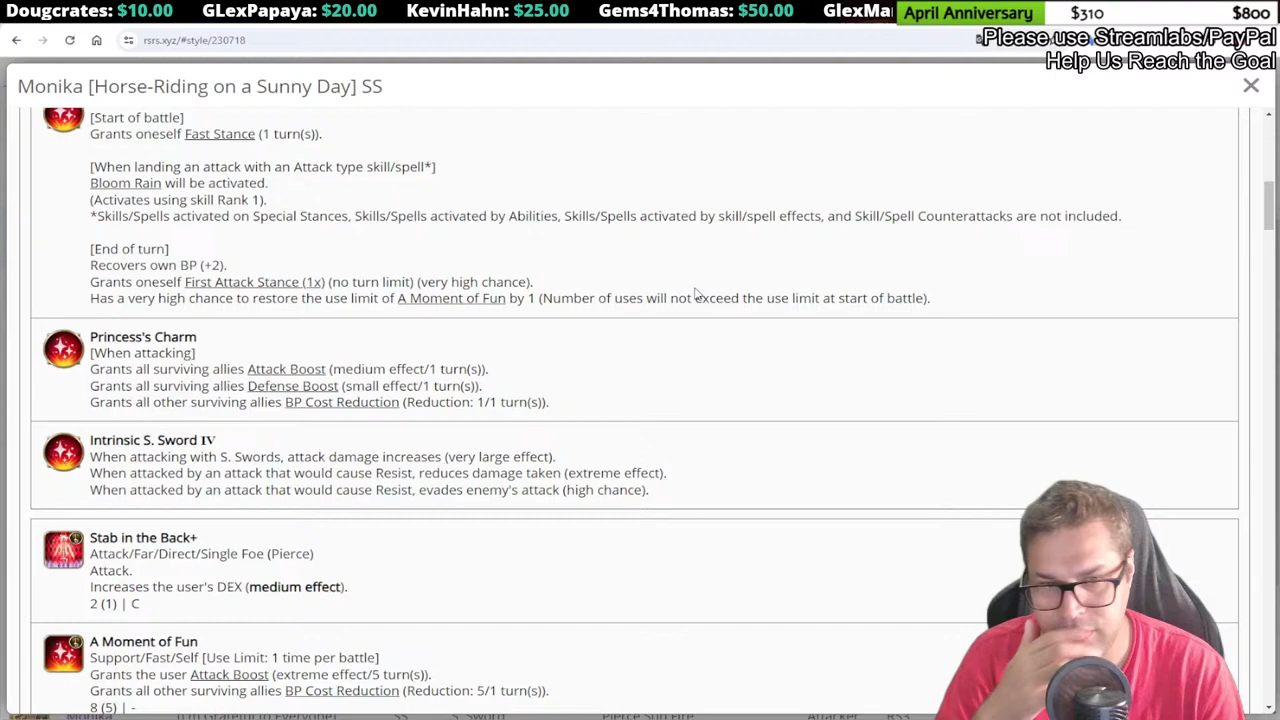 Dougcrates: $10.00 GLexPapaya: $20.00 KevinHahn: $25.00 Gems4Thomas: $50.00 GlexMa
April Anniversary $310 $800
Please use Streamlabs/PayPal
Help Us Reach the Goal
rsrs.xyz/#style/230718
Monika [Horse-Riding on a Sunny Day] SS
[Start of battle]
Grants oneself Fast Stance (1 turn(s)).
[When landing an attack with an Attack type skill/spell*]
Bloom Rain will be activated.
(Activates using skill Rank 1).
*Skills/Spells activated on Special Stances, Skills/Spells activated by Abilities, Skills/Spells activated by skill/spell effects, and Skill/Spell Counterattacks are not included.
[End of turn]
Recovers own BP (+2).
Grants oneself First Attack Stance (1x) (no turn limit) (very high chance).
Has a very high chance to restore the use limit of A Moment of Fun by 1 (Number of uses will not exceed the use limit at start of battle).
Princess's Charm
[When attacking]
Grants all surviving allies Attack Boost (medium effect/1 turn(s)).
Grants all surviving allies Defense Boost (small effect/1 turn(s)).
Grants all other surviving allies BP Cost Reduction (Reduction: 1/1 turn(s)).
Intrinsic S. Sword IV
When attacking with S. Swords, attack damage increases (very large effect).
When attacked by an attack that would cause Resist, reduces damage taken (extreme effect).
When attacked by an attack that would cause Resist, evades enemy's attack (high chance).
Stab in the Back+
Attack/Far/Direct/Single Foe (Pierce)
Attack.
Increases the user's DEX (medium effect).
2 (1) | C
A Moment of Fun
Support/Fast/Self [Use Limit: 1 time per battle]
Grants the user Attack Boost (extreme effect/5 turn(s)).
Grants all other surviving allies BP Cost Reduction (Reduction: 5/1 turn(s)).
8 (5) | -